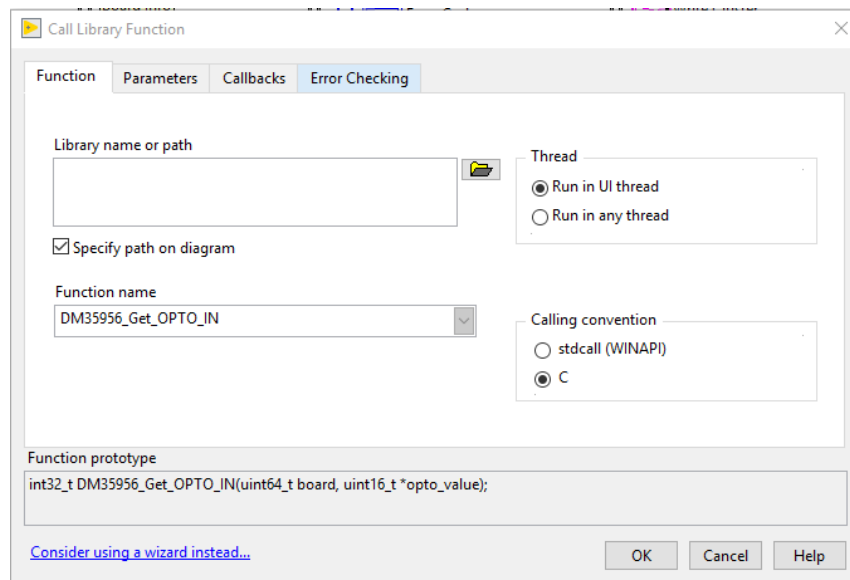 Call Library Function
Function Parameters Callbacks Error Checking
Library name or path
Specify path on diagram
Function name
DM35956_Get_OPTO_IN
Thread
Run in UI thread
Run in any thread
Calling convention
stdcall (WINAPI)
C
Function prototype
int32_t DM35956_Get_OPTO_IN(uint64_t board, uint16_t *opto_value);
Consider using a wizard instead...
OK Cancel Help